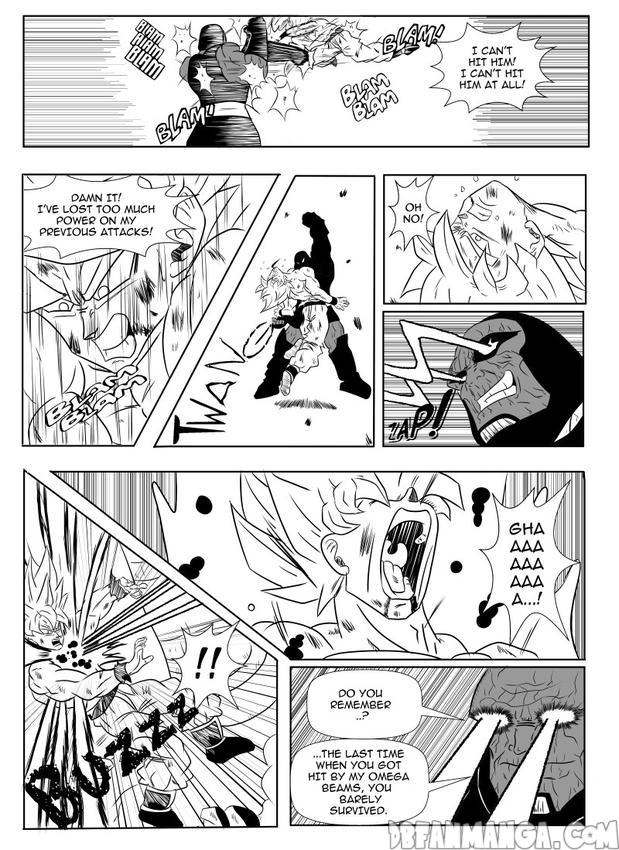 BLAM
BLAM
BLAM
BLAM!
BLAM!
BLAM
BLAM
I CAN'T
HIT HIM!
I CAN'T HIT
HIM AT ALL!
DAMN IT!
I'VE LOST TOO MUCH
POWER ON MY
PREVIOUS ATTACKS!
BLAM
BLAM
TWAN
OH
NO!
ZAP!
GHA
AAA
AAA
AAA
A...!
!!
BUZZZ
DO YOU
REMEMBER
..?
...THE LAST TIME
WHEN YOU GOT
HIT BY MY OMEGA
BEAMS, YOU
BARELY
SURVIVED.
DBFANMANGA.COM